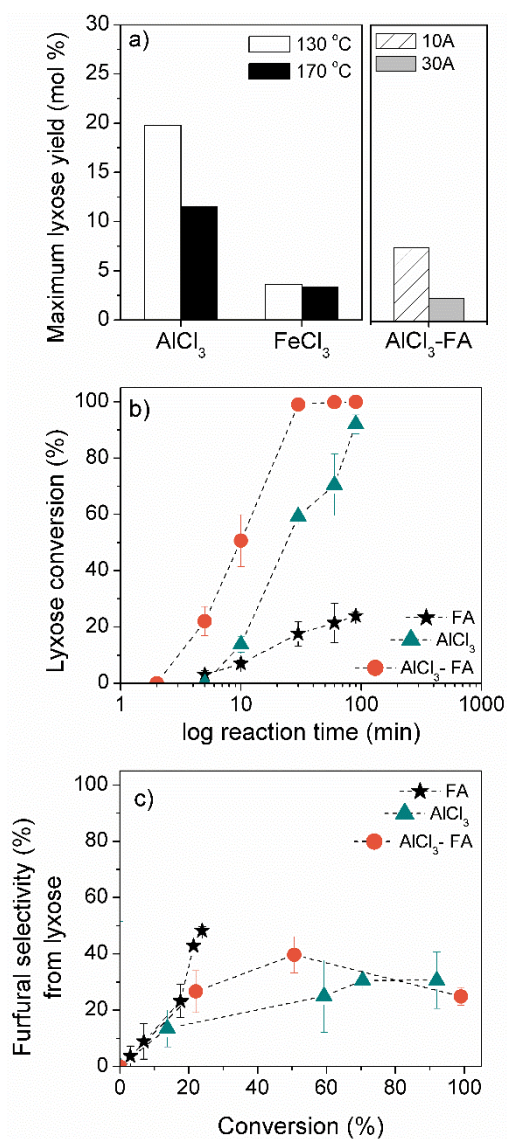 a)
130 °C
170 °C
10A
30A
Maximum lyxose yield (mol %)
30
25
20
15
10
5
0
AlCl₃
FeCl₃
AlCl₃-FA
b)
Lyxose conversion (%)
100
80
60
40
20
0
FA
AlCl₃
AlCl₃- FA
1
10
100
1000
log reaction time (min)
c)
Furfural selectivity (%)
from lyxose
100
80
60
40
20
0
FA
AlCl₃
AlCl₃- FA
0
20
40
60
80
100
Conversion (%)